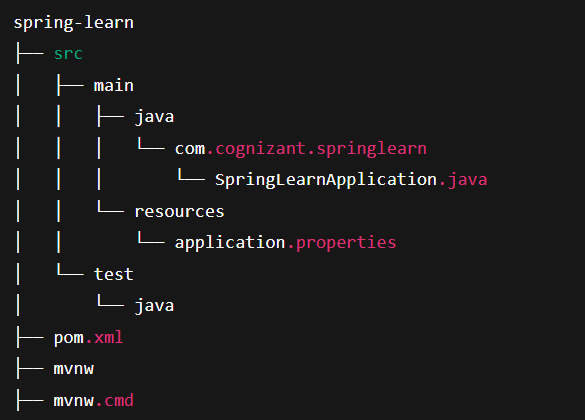 spring-learn
├── src
│   ├── main
│   │   ├── java
│   │   │   └── com.cognizant.springlearn
│   │   │       └── SpringLearnApplication.java
│   │   └── resources
│   │       └── application.properties
│   └── test
│       └── java
├── pom.xml
├── mvnw
├── mvnw.cmd